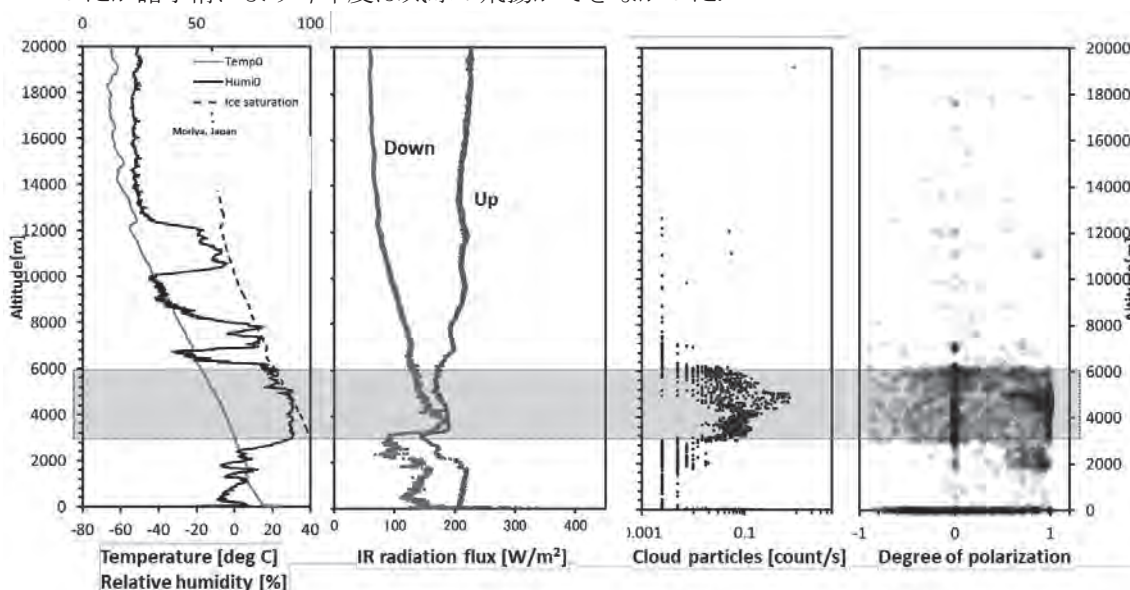 0 50 100
20000
18000
16000
14000
12000
10000
8000
6000
4000
2000
0
Altitude[m]
Temp0
Humi0
Ice saturation
Moriya, Japan
-80 -60 -40 -20 0 20 40
Temperature [deg C]
Relative humidity [%]
Down
Up
0 100 200 300 400
IR radiation flux [W/m²]
0.1
Cloud particles [count/s]
-1 0 1
Degree of polarization
20000
18000
16000
14000
12000
10000
8000
6000
4000
2000
0